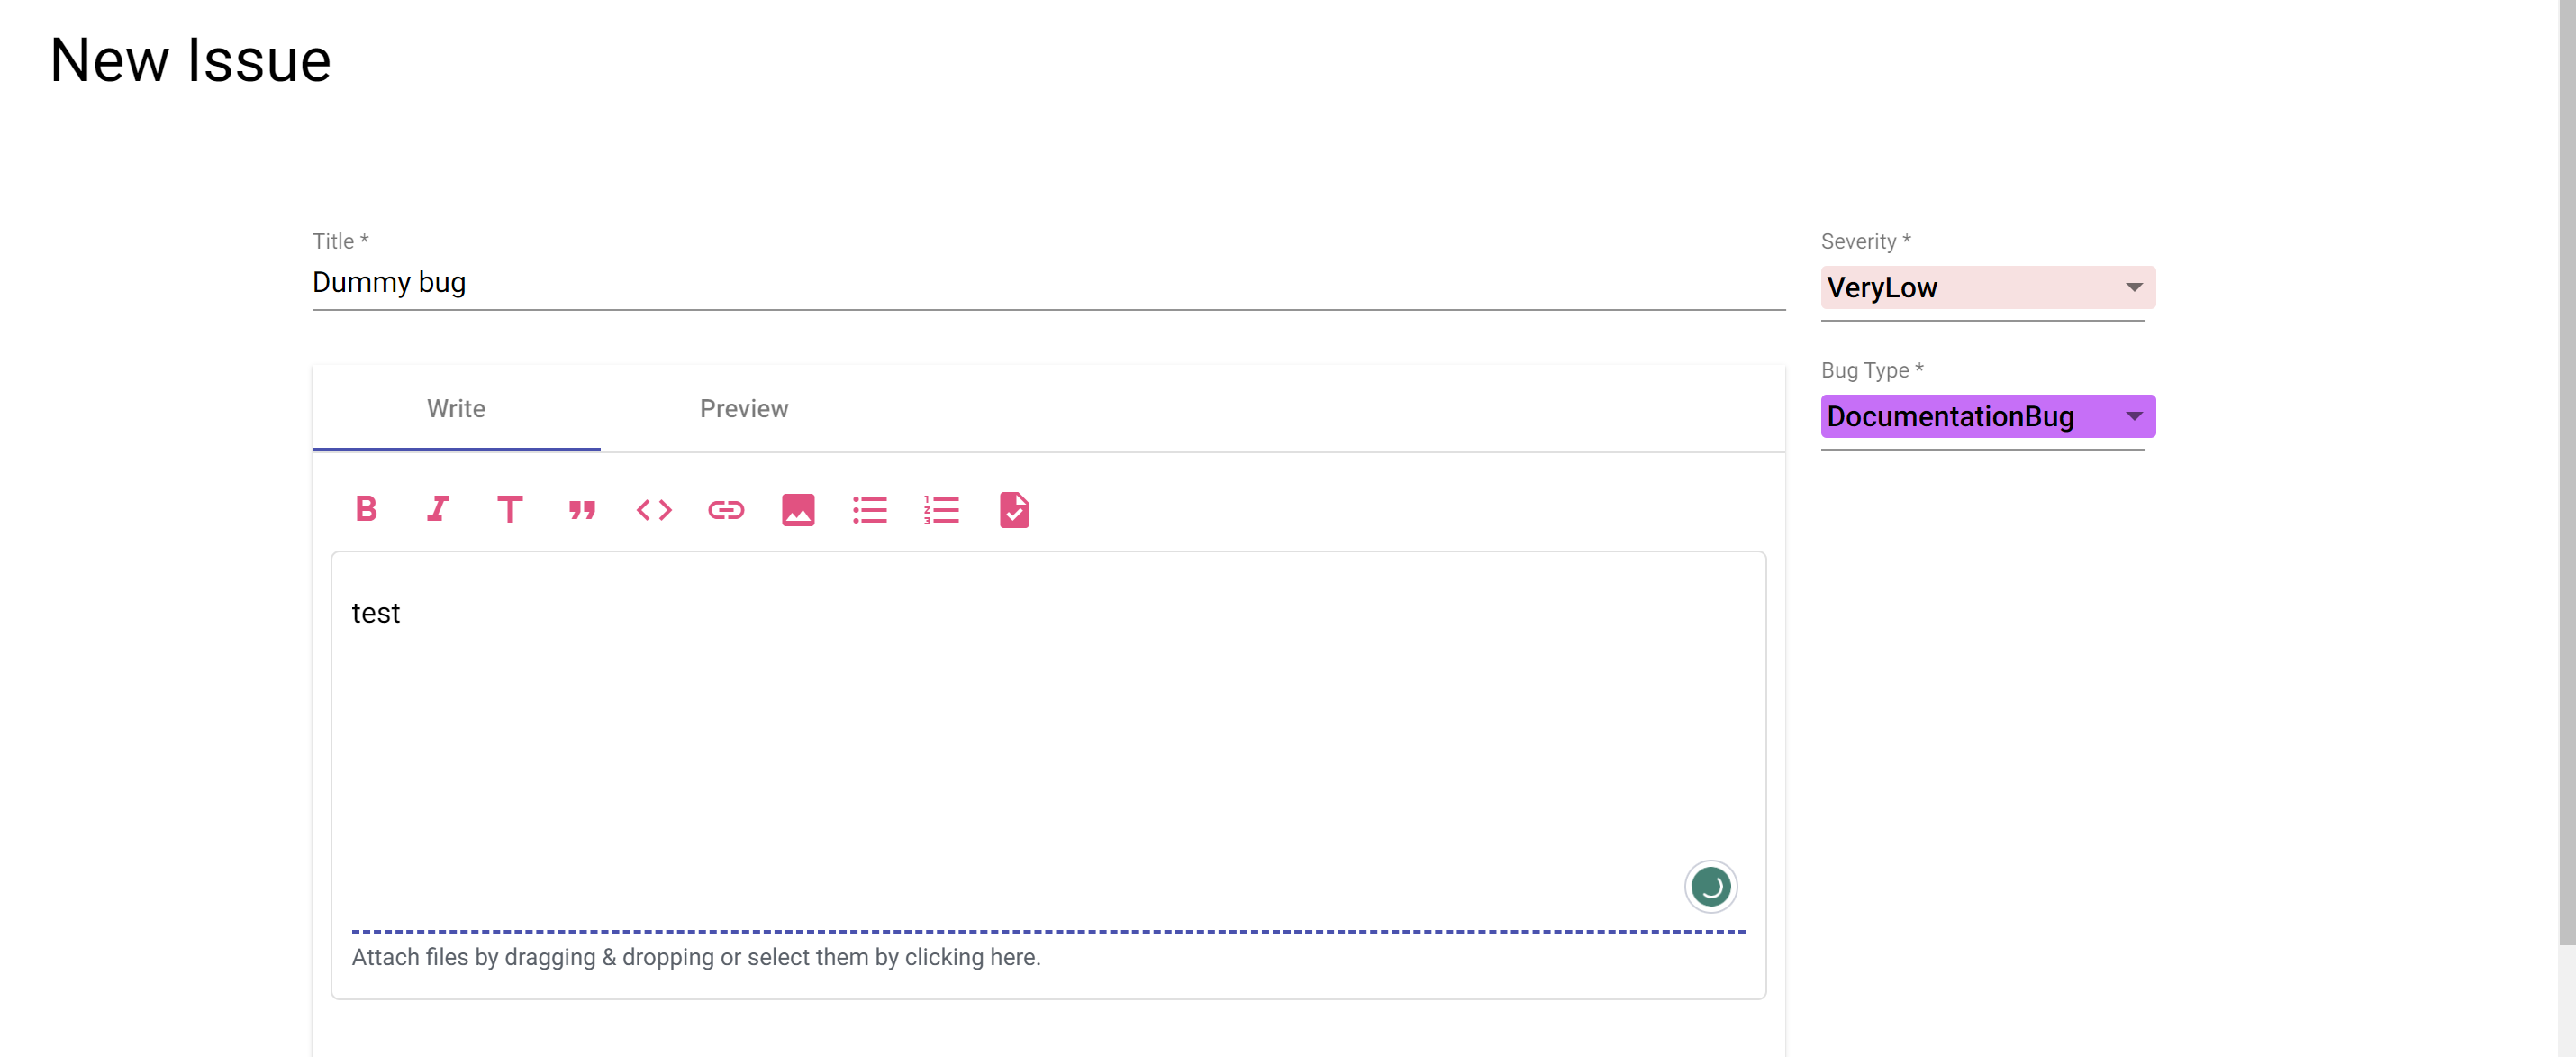 New Issue
Title *
Dummy bug
Severity *
VeryLow
Bug Type *
DocumentationBug
Write
Preview
test
Attach files by dragging & dropping or select them by clicking here.